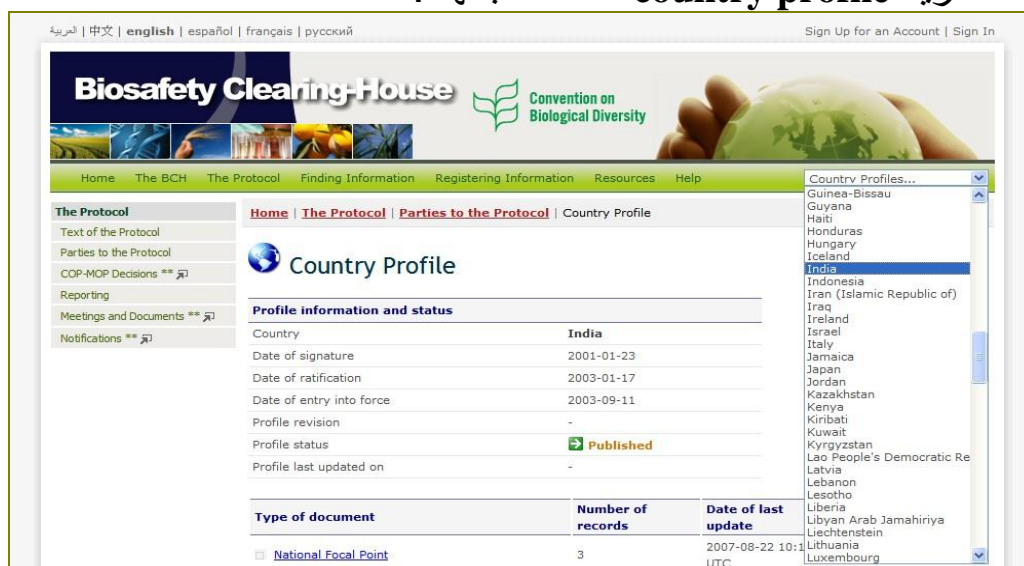 country profile
العربية | 中文 | english | español | français | русский
Sign Up for an Account | Sign In
Biosafety Clearing-House
Convention on
Biological Diversity
Home The BCH The Protocol Finding Information Registering Information Resources Help
Country Profiles...
The Protocol
Text of the Protocol
Parties to the Protocol
COP-MOP Decisions **
Reporting
Meetings and Documents **
Notifications **
Home | The Protocol | Parties to the Protocol | Country Profile
Country Profile
Profile information and status
Country India
Date of signature 2001-01-23
Date of ratification 2003-01-17
Date of entry into force 2003-09-11
Profile revision -
Profile status Published
Profile last updated on -
Type of document Number of records Date of last update
National Focal Point 3 2007-08-22 10:1
UTC
Guinea-Bissau
Guyana
Haiti
Honduras
Hungary
Iceland
India
Indonesia
Iran (Islamic Republic of)
Iraq
Ireland
Israel
Italy
Jamaica
Japan
Jordan
Kazakhstan
Kenya
Kiribati
Kuwait
Kyrgyzstan
Lao People's Democratic Re
Latvia
Lebanon
Lesotho
Liberia
Libyan Arab Jamahiriya
Liechtenstein
Lithuania
Luxembourg